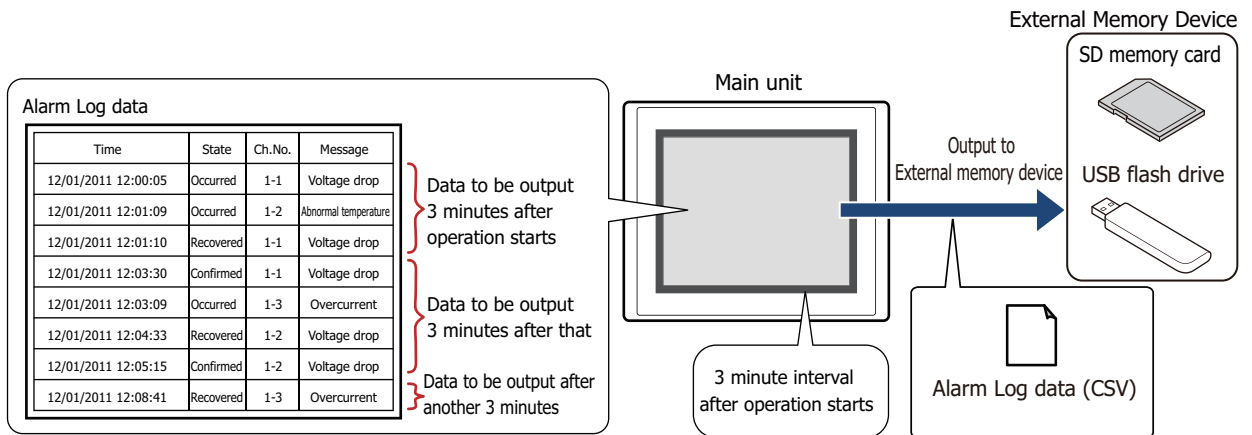 External Memory Device
SD memory card
USB flash drive
Main unit
Output to
External memory device
Alarm Log data
Time State Ch.No. Message
12/01/2011 12:00:05 Occurred 1-1 Voltage drop
12/01/2011 12:01:09 Occurred 1-2 Abnormal temperature
12/01/2011 12:01:10 Recovered 1-1 Voltage drop
12/01/2011 12:03:30 Confirmed 1-1 Voltage drop
12/01/2011 12:03:09 Occurred 1-3 Overcurrent
12/01/2011 12:04:33 Recovered 1-2 Voltage drop
12/01/2011 12:05:15 Confirmed 1-2 Voltage drop
12/01/2011 12:08:41 Recovered 1-3 Overcurrent
Data to be output
3 minutes after
operation starts
Data to be output
3 minutes after that
Data to be output after
another 3 minutes
3 minute interval
after operation starts
Alarm Log data (CSV)